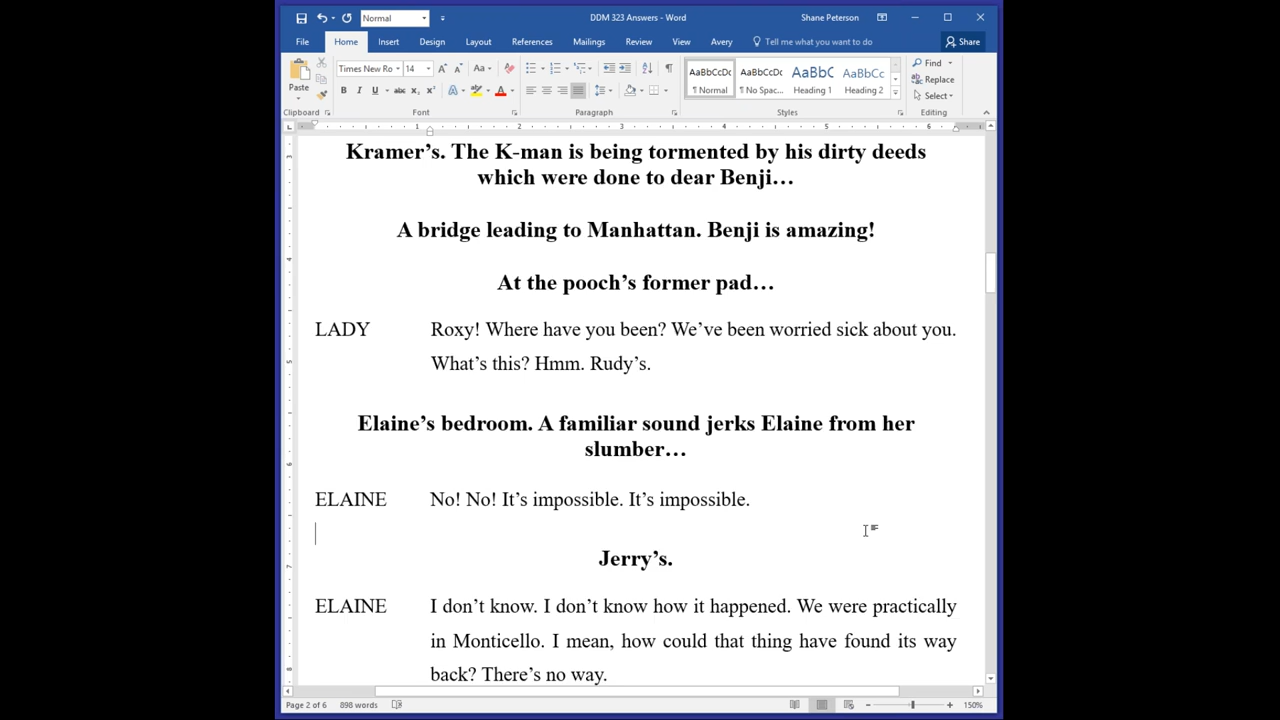 Normal
DDM 323 Answers - Word
Shane Peterson
File Home Insert Design Layout References Mailings Review View Avery Tell me what you want to do Share
Paste
Times New Ro 14
AaBbCcDc AaBbCcDc AaBbC AaBbCc
¶ Normal ¶ No Spac... Heading 1 Heading 2
Find
Replace
Select
Clipboard Font Paragraph Styles Editing
1 2 3 4 5 6
Kramer’s. The K-man is being tormented by his dirty deeds
which were done to dear Benji…
A bridge leading to Manhattan. Benji is amazing!
At the pooch’s former pad…
LADY Roxy! Where have you been? We’ve been worried sick about you.
What’s this? Hmm. Rudy’s.
Elaine’s bedroom. A familiar sound jerks Elaine from her
slumber…
ELAINE No! No! It’s impossible. It’s impossible.
Jerry’s.
ELAINE I don’t know. I don’t know how it happened. We were practically
in Monticello. I mean, how could that thing have found its way
back? There’s no way.
Page 2 of 6 898 words 150%